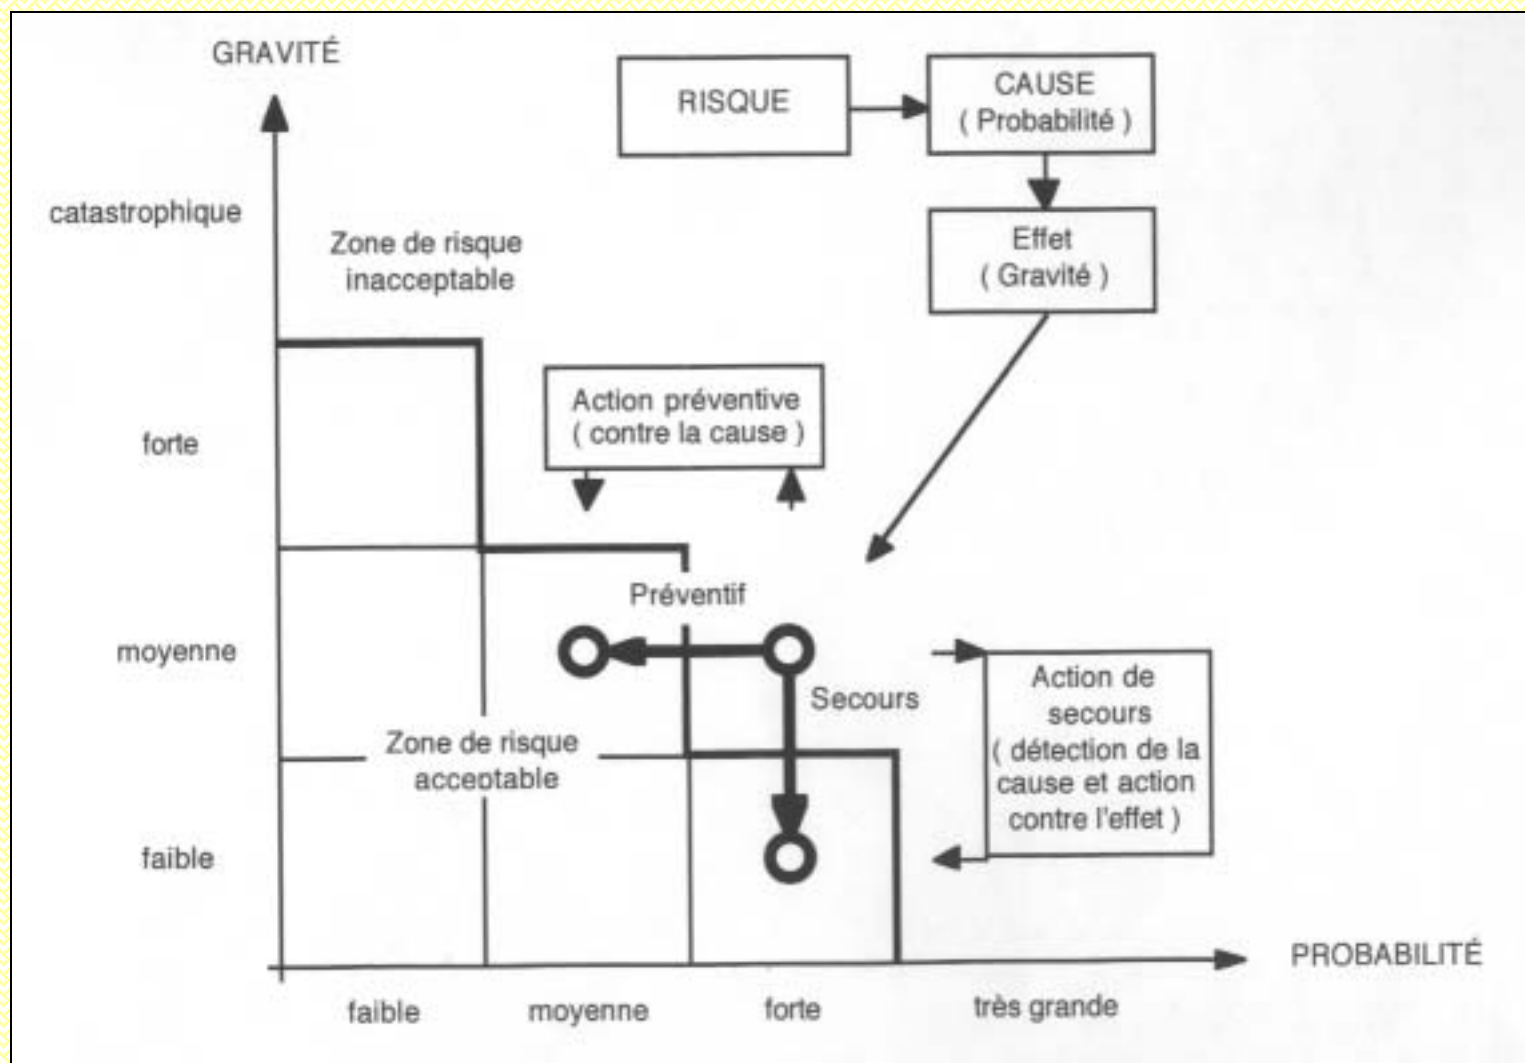 GRAVITÉ
RISQUE
CAUSE
( Probabilité )
catastrophique
Zone de risque
inacceptable
Effet
( Gravité )
Action préventive
( contre la cause )
forte
Préventif
moyenne
Secours
Action de
secours
( détection de la
cause et action
contre l'effet )
Zone de risque
acceptable
faible
PROBABILITÉ
faible
moyenne
forte
très grande